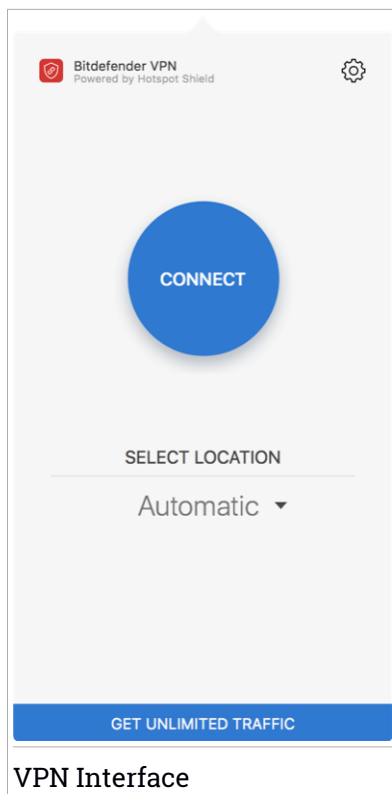 Bitdefender VPN
Powered by Hotspot Shield
CONNECT
SELECT LOCATION
Automatic
GET UNLIMITED TRAFFIC
VPN Interface